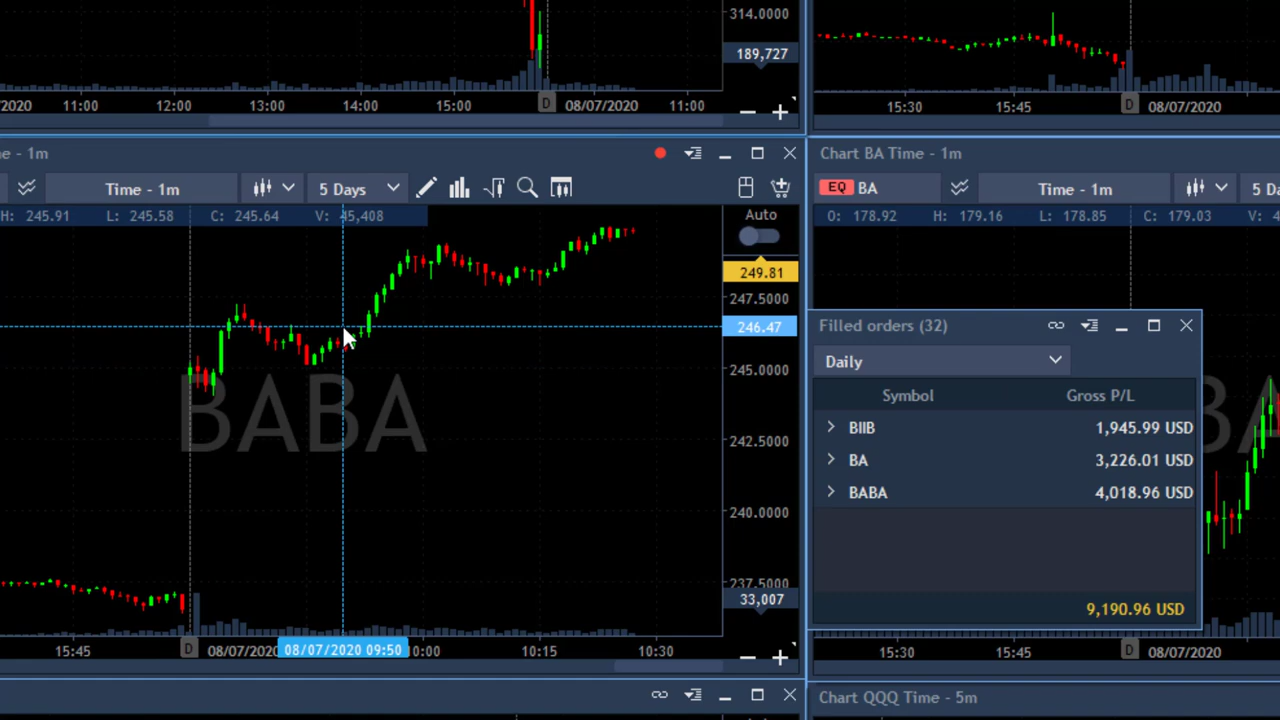 314.0000
189,727
2020 11:00 12:00 13:00 14:00 15:00 D 08/07/2020 11:00
15:30 15:45 D 08/07/2020
e - 1m
Chart BA Time - 1m
Time - 1m 5 Days
EQ BA Time - 1m 5 Da
H: 245.91 L: 245.58 C: 245.64 V: 45,408
Auto
O: 178.92 H: 179.16 L: 178.85 C: 179.03 V: 4
249.81
247.5000
246.47
245.0000
242.5000
240.0000
237.5000
33,007
BABA
Filled orders (32)
Daily
Symbol Gross P/L
BIIB 1,945.99 USD
BA 3,226.01 USD
BABA 4,018.96 USD
9,190.96 USD
BA
15:45 D 08/07/2020 08/07/2020 09:50 0:00 10:15 10:30
15:30 15:45 D 08/07/2020
Chart QQQ Time - 5m